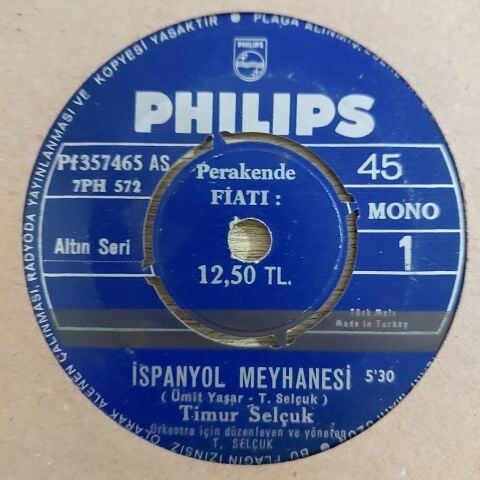 PHILIPS
PHILIPS
Pf357465 AS
7PH 572
45
MONO
Perakende
FİATI :
Altın Seri
1
12,50 TL.
Türk Malı
Made in Turkey
İSPANYOL MEYHANESİ 5'30
( Ümit Yaşar - T. Selçuk )
Timur Selçuk
Orkestra için düzenleyen ve yöneten
T. SELÇUK
BU PLAĞIN İZİNSİZ OLARAK ALENEN ÇALINMASI, RADYODA YAYINLANMASI VE KOPYESİ YASAKTIR
PLAĞA